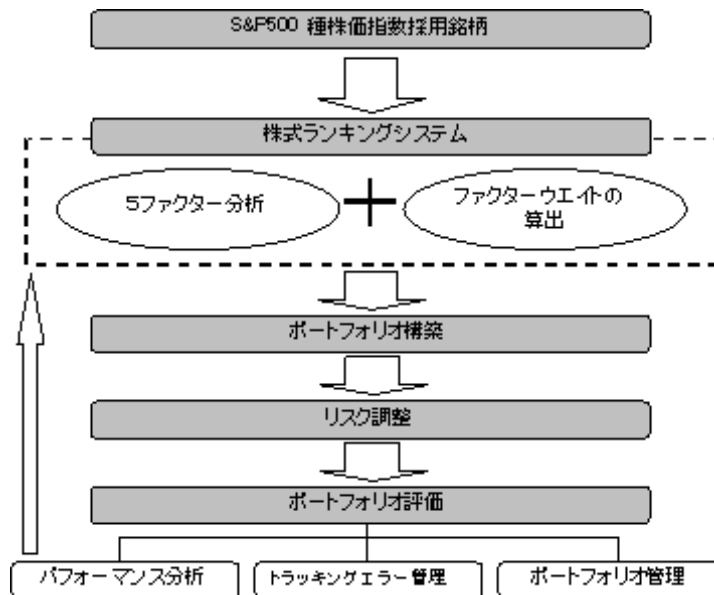 S&P500 種株価指数採用銘柄
株式ランキングシステム
5ファクター分析
ファクターウエイトの
算出
ポートフォリオ構築
リスク調整
ポートフォリオ評価
パフォーマンス分析
トラッキングエラー管理
ポートフォリオ管理